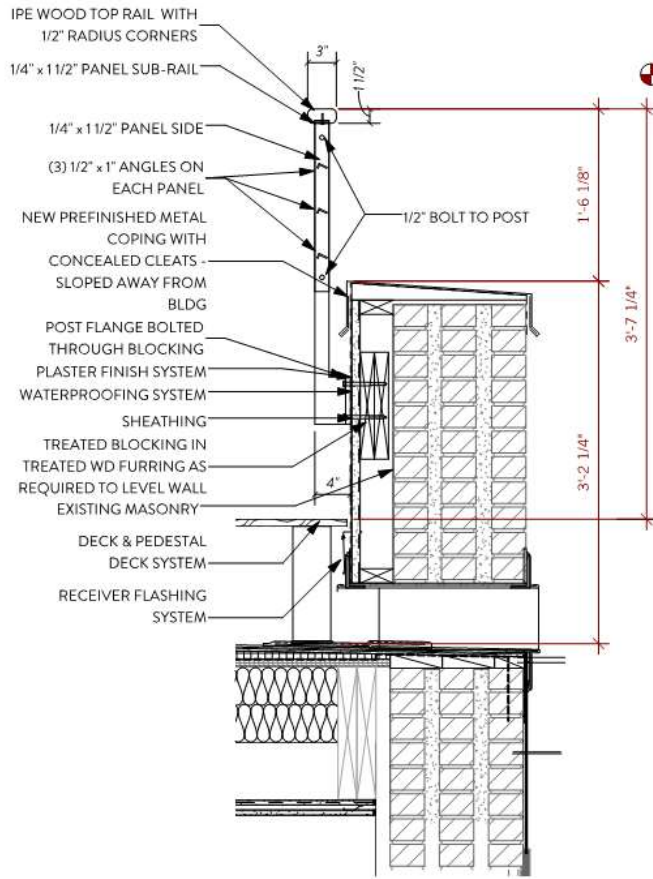 IPE WOOD TOP RAIL WITH
1/2" RADIUS CORNERS
1/4" x 1 1/2" PANEL SUB-RAIL
1/4" x 1 1/2" PANEL SIDE
(3) 1/2" x 1" ANGLES ON
EACH PANEL
NEW PREFINISHED METAL
COPING WITH
CONCEALED CLEATS -
SLOPED AWAY FROM
BLDG
POST FLANGE BOLTED
THROUGH BLOCKING
PLASTER FINISH SYSTEM
WATERPROOFING SYSTEM
SHEATHING
TREATED BLOCKING IN
TREATED WD FURRING AS
REQUIRED TO LEVEL WALL
EXISTING MASONRY
DECK & PEDESTAL
DECK SYSTEM
RECEIVER FLASHING
SYSTEM
3"
1 1/2"
1/2" BOLT TO POST
4"
1'-6 1/8"
3'-7 1/4"
3'-2 1/4"